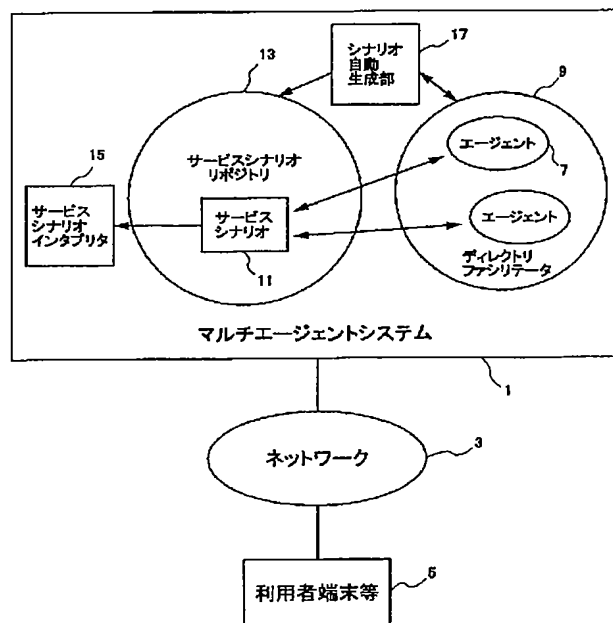 シナリオ
自動
生成部
17
13
9
エージェント
7
サービスシナリオ
リポジトリ
15
サービス
シナリオ
インタプリタ
サービス
シナリオ
11
エージェント
ディレクトリ
ファシリテータ
マルチエージェントシステム
1
ネットワーク
3
利用者端末等
5